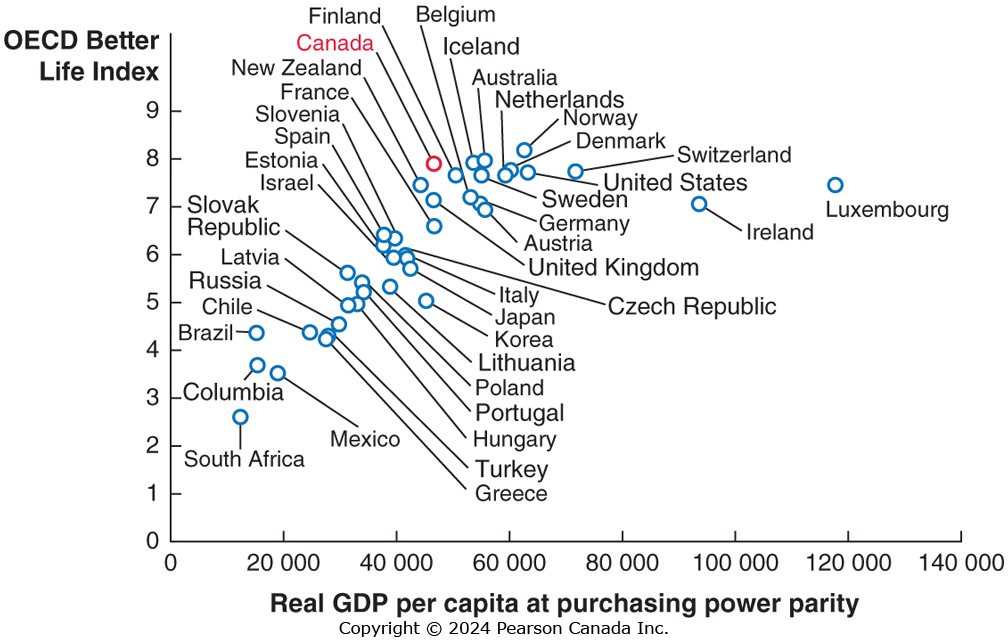 OECD Better
Life Index
Finland
Belgium
Canada
Iceland
New Zealand
Australia
France
Netherlands
Slovenia
Norway
Spain
Denmark
Estonia
Switzerland
Israel
United States
Slovak
Republic
Sweden
Luxembourg
Germany
Ireland
Austria
Latvia
United Kingdom
Russia
Italy
Chile
Czech Republic
Japan
Brazil
Korea
Lithuania
Columbia
Poland
Portugal
Mexico
Hungary
South Africa
Turkey
Greece
9
8
7
6
5
4
3
2
1
0
0 20 000 40 000 60 000 80 000 100 000 120 000 140 000
Real GDP per capita at purchasing power parity
Copyright © 2024 Pearson Canada Inc.